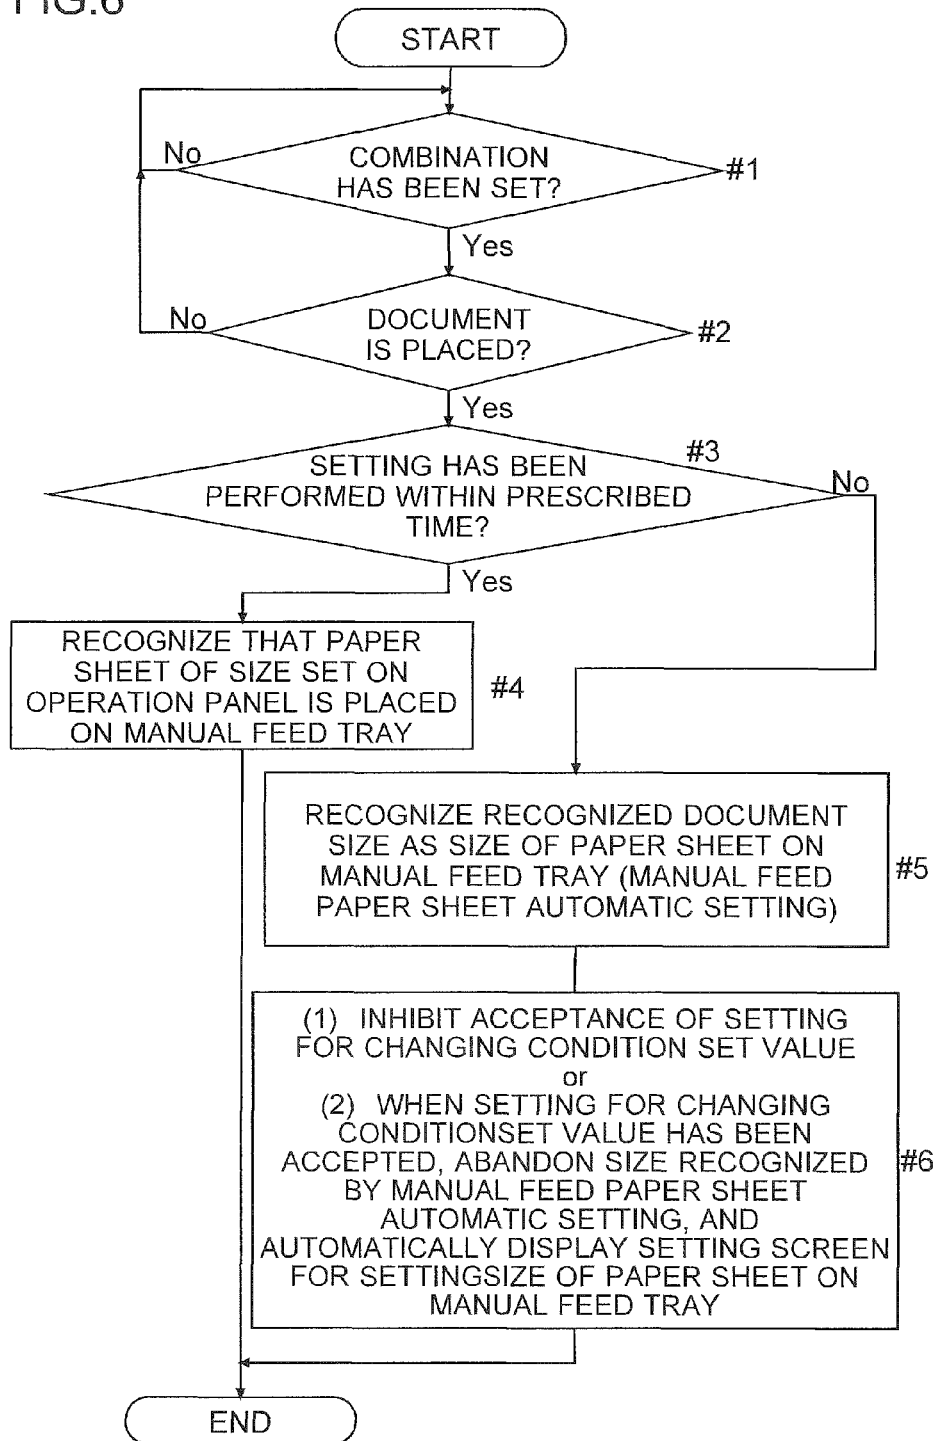 FIG.6
START
No
COMBINATION
HAS BEEN SET?
#1
Yes
No
DOCUMENT
IS PLACED?
#2
Yes
#3
SETTING HAS BEEN
PERFORMED WITHIN PRESCRIBED
TIME?
No
Yes
RECOGNIZE THAT PAPER
SHEET OF SIZE SET ON
OPERATION PANEL IS PLACED
ON MANUAL FEED TRAY
#4
RECOGNIZE RECOGNIZED DOCUMENT
SIZE AS SIZE OF PAPER SHEET ON
MANUAL FEED TRAY (MANUAL FEED
PAPER SHEET AUTOMATIC SETTING)
#5
(1) INHIBIT ACCEPTANCE OF SETTING
FOR CHANGING CONDITION SET VALUE
or
(2) WHEN SETTING FOR CHANGING
CONDITIONSET VALUE HAS BEEN
ACCEPTED, ABANDON SIZE RECOGNIZED
BY MANUAL FEED PAPER SHEET
AUTOMATIC SETTING, AND
AUTOMATICALLY DISPLAY SETTING SCREEN
FOR SETTINGSIZE OF PAPER SHEET ON
MANUAL FEED TRAY
#6
END